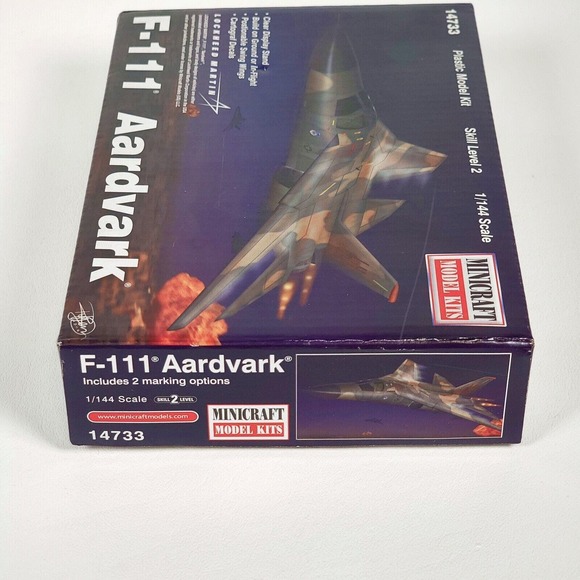 14733
Plastic Model Kit
Skill Level 2
1/144 Scale
• Clear Display Stand
• Build on Ground or In-Flight
• Positionable Swing Wings
• Cartograf Decals
LOCKHEED MARTIN
F-111® Aardvark®
MINICRAFT
MODEL KITS
F-111® Aardvark®
Includes 2 marking options
1/144 Scale SKILL 2 LEVEL
www.minicraftmodels.com
14733
MINICRAFT
MODEL KITS